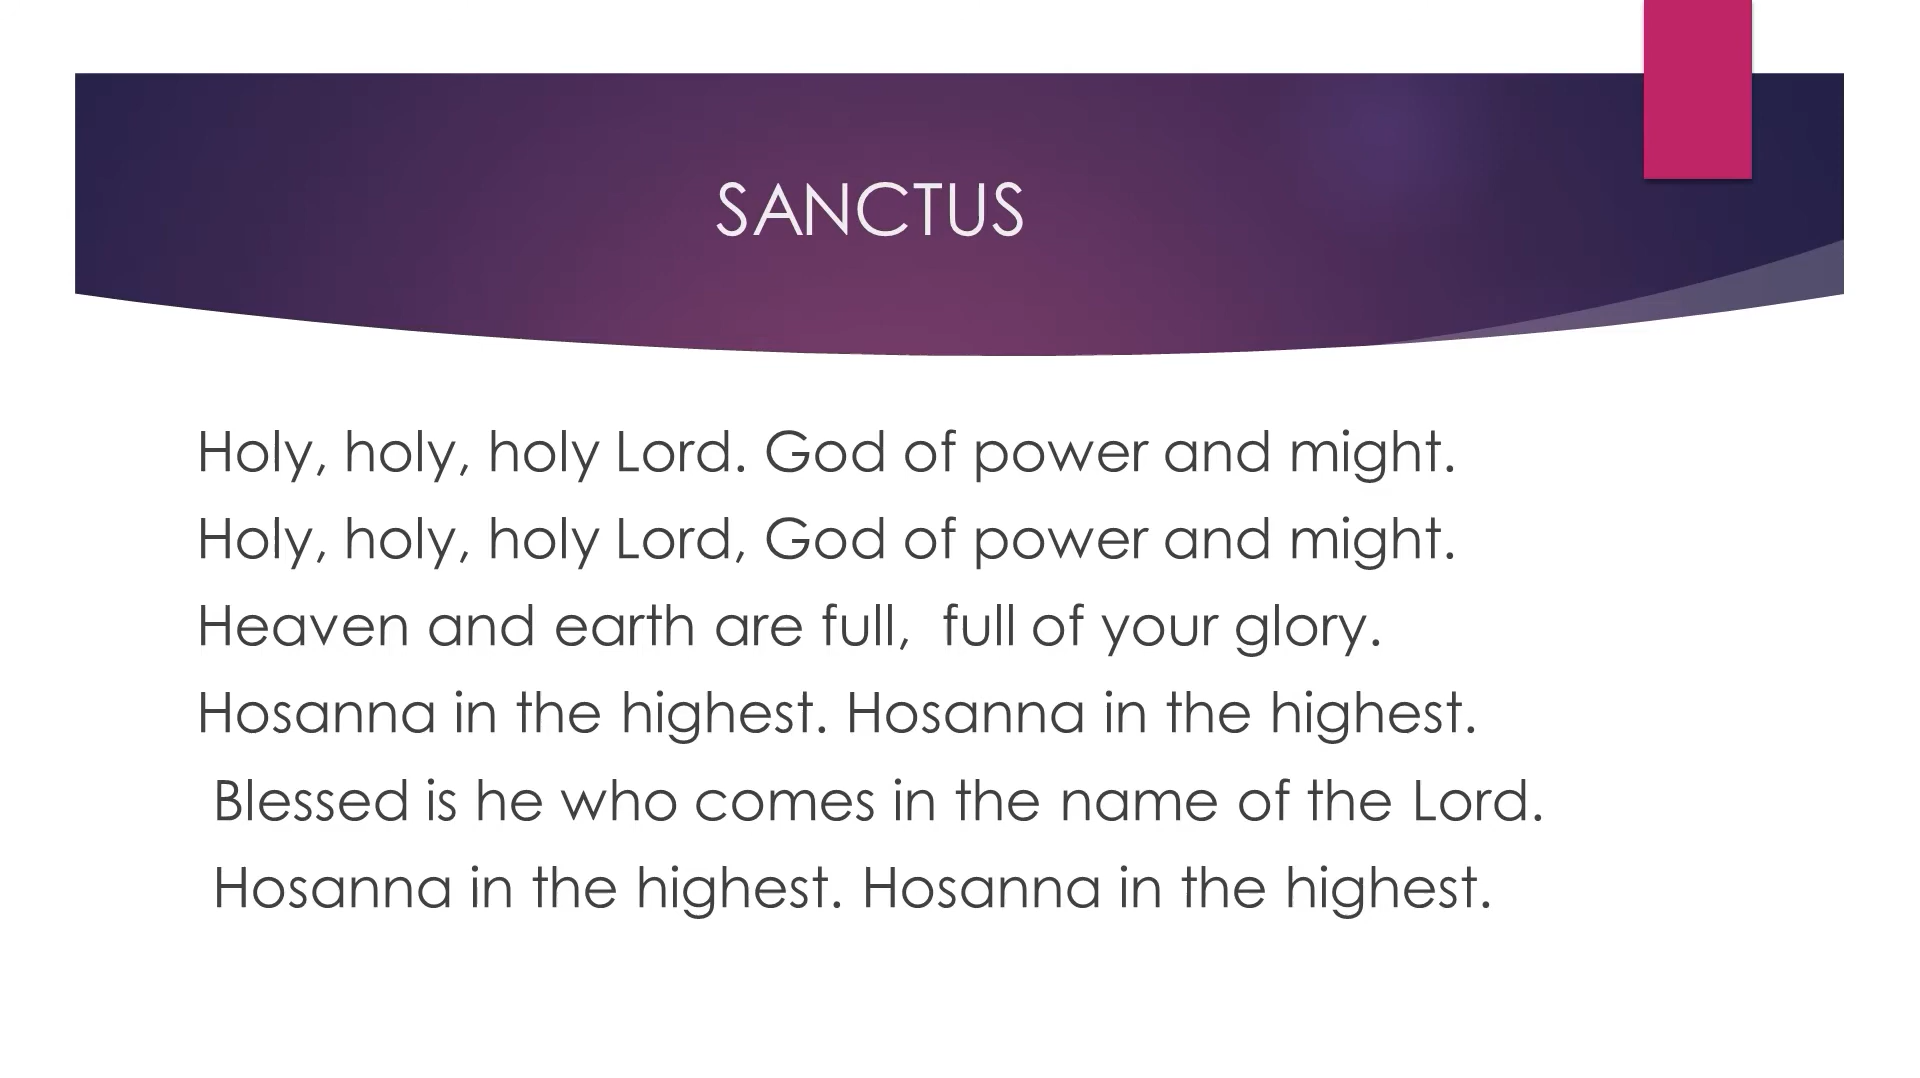 SANCTUS
Holy, holy, holy Lord. God of power and might.
Holy, holy, holy Lord, God of power and might.
Heaven and earth are full,  full of your glory.
Hosanna in the highest. Hosanna in the highest.
Blessed is he who comes in the name of the Lord.
Hosanna in the highest. Hosanna in the highest.